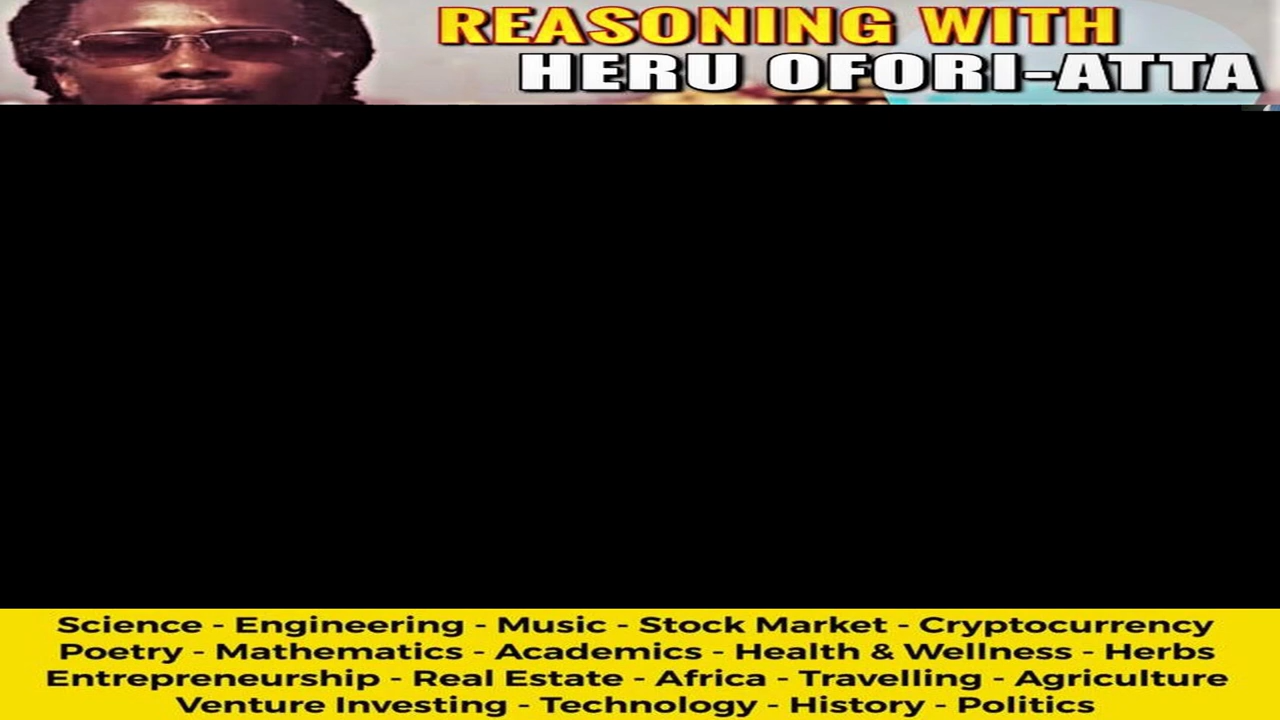 REASONING WITH
HERU OFORI-ATTA
Science - Engineering - Music - Stock Market - Cryptocurrency
Poetry - Mathematics - Academics - Health & Wellness - Herbs
Entrepreneurship - Real Estate - Africa - Travelling - Agriculture
Venture Investing - Technology - History - Politics